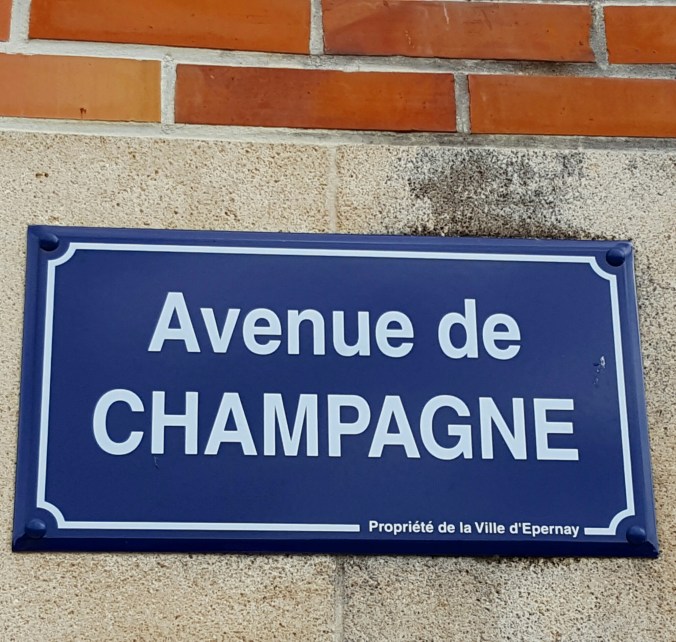 Avenue de
CHAMPAGNE
Propriété de la Ville d'Epernay